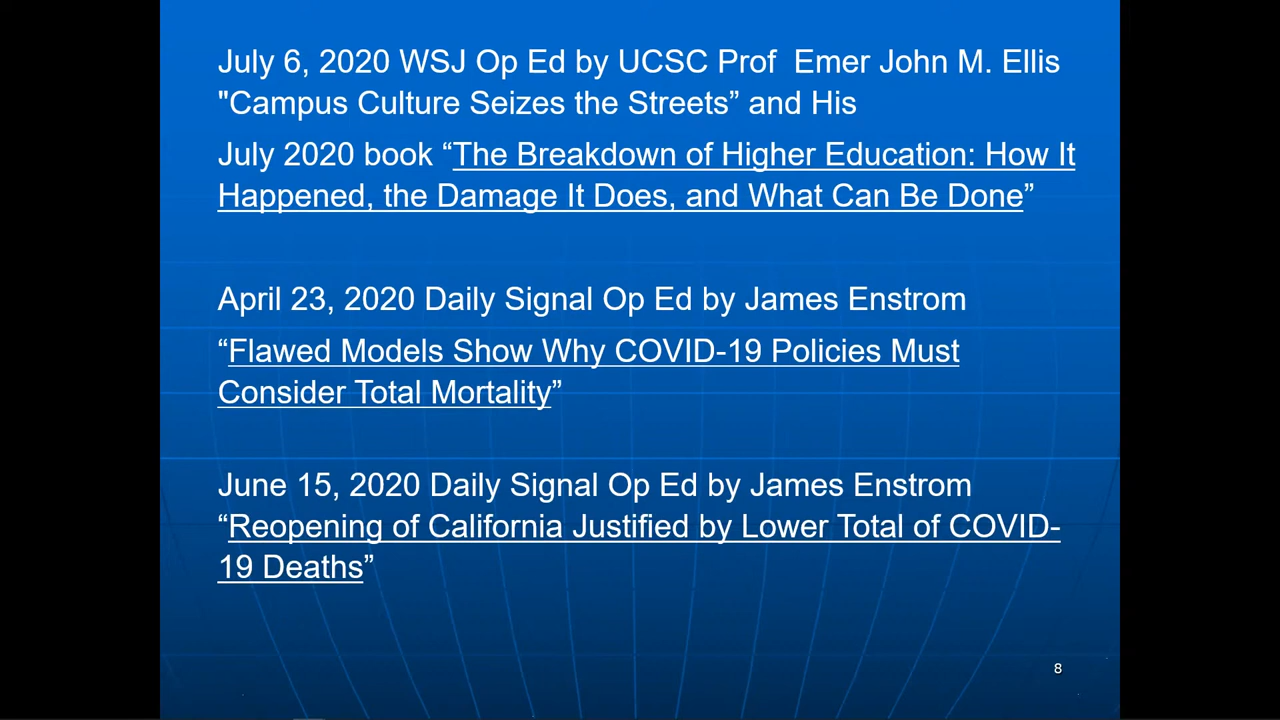 July 6, 2020 WSJ Op Ed by UCSC Prof  Emer John M. Ellis
"Campus Culture Seizes the Streets” and His
July 2020 book “The Breakdown of Higher Education: How It
Happened, the Damage It Does, and What Can Be Done”
April 23, 2020 Daily Signal Op Ed by James Enstrom
“Flawed Models Show Why COVID-19 Policies Must
Consider Total Mortality”
June 15, 2020 Daily Signal Op Ed by James Enstrom
“Reopening of California Justified by Lower Total of COVID-
19 Deaths”
8